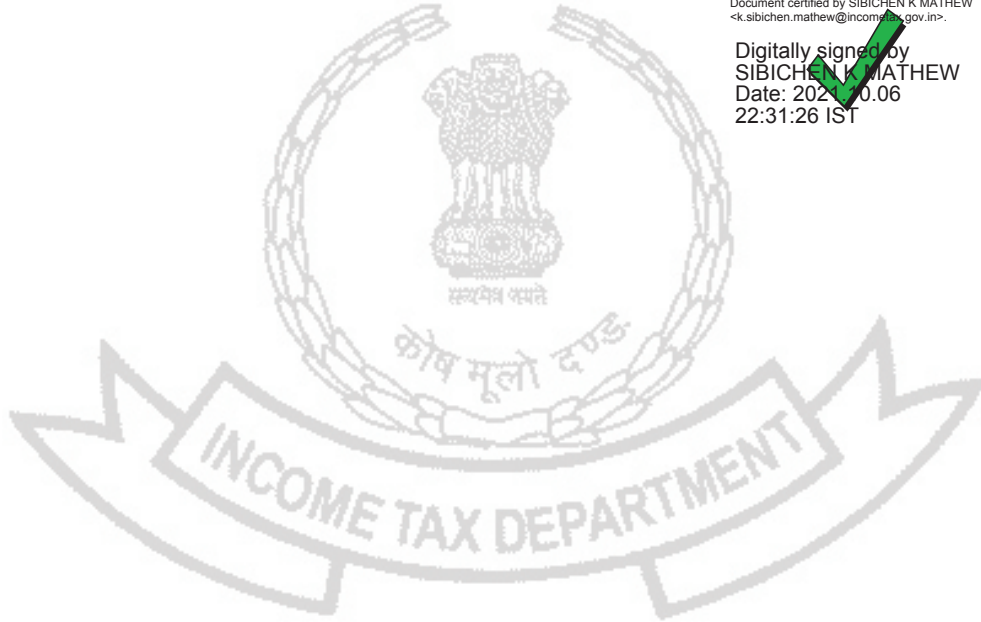 Document certified by SIBICHEN K MATHEW
<k.sibichen.mathew@incometax.gov.in>.
Digitally signed by
SIBICHEN K MATHEW
Date: 2021.10.06
22:31:26 IST
सत्यमेव जयते
कोष मूलो दण्ड
INCOME TAX DEPARTMENT